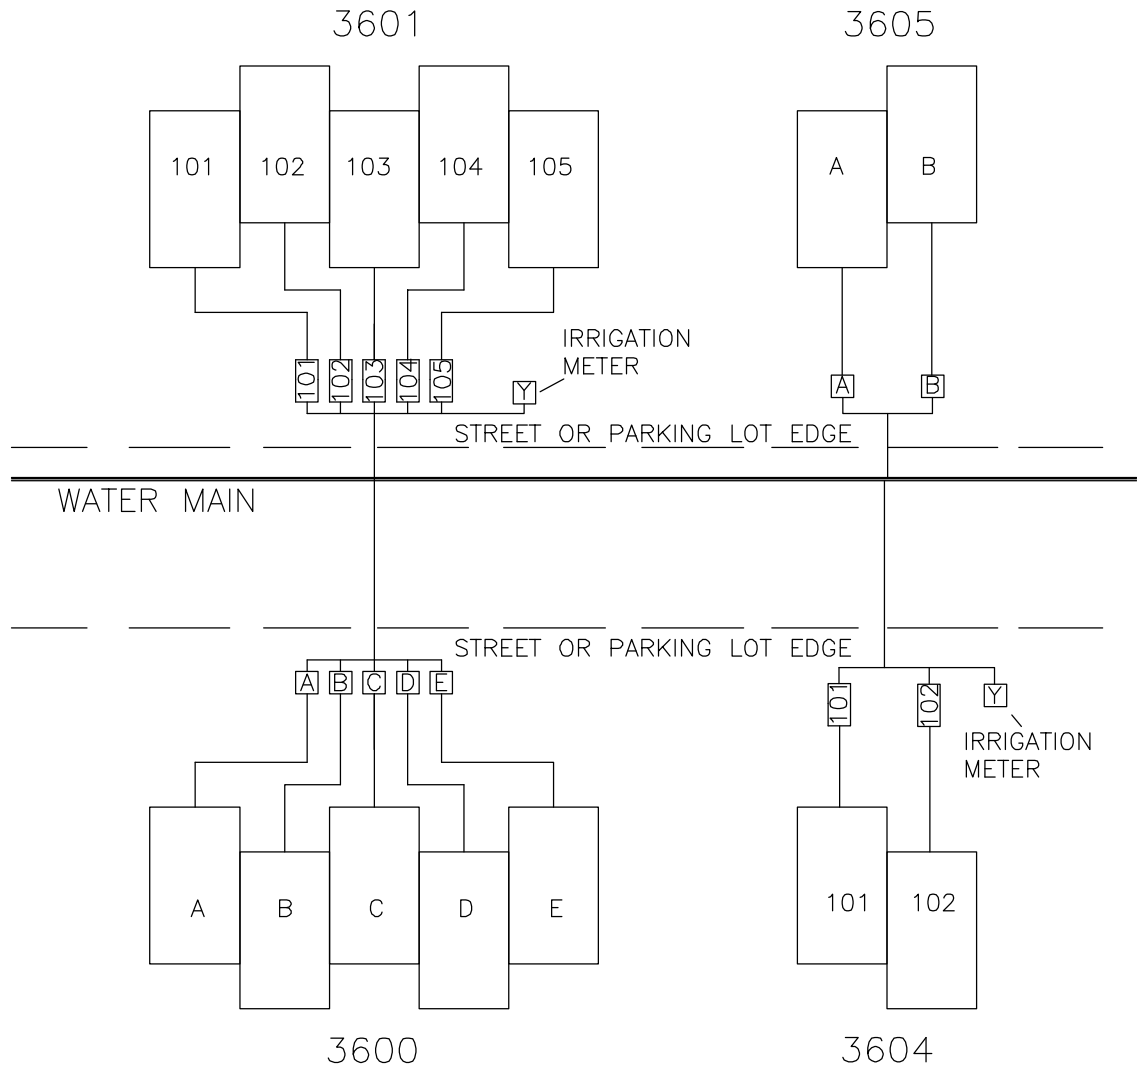 3601
3605
101
102
103
104
105
A
B
IRRIGATION
METER
101
102
103
104
105
Y
A
B
STREET OR PARKING LOT EDGE
WATER MAIN
STREET OR PARKING LOT EDGE
A
B
C
D
E
101
102
Y
IRRIGATION
METER
A
B
C
D
E
101
102
3600
3604